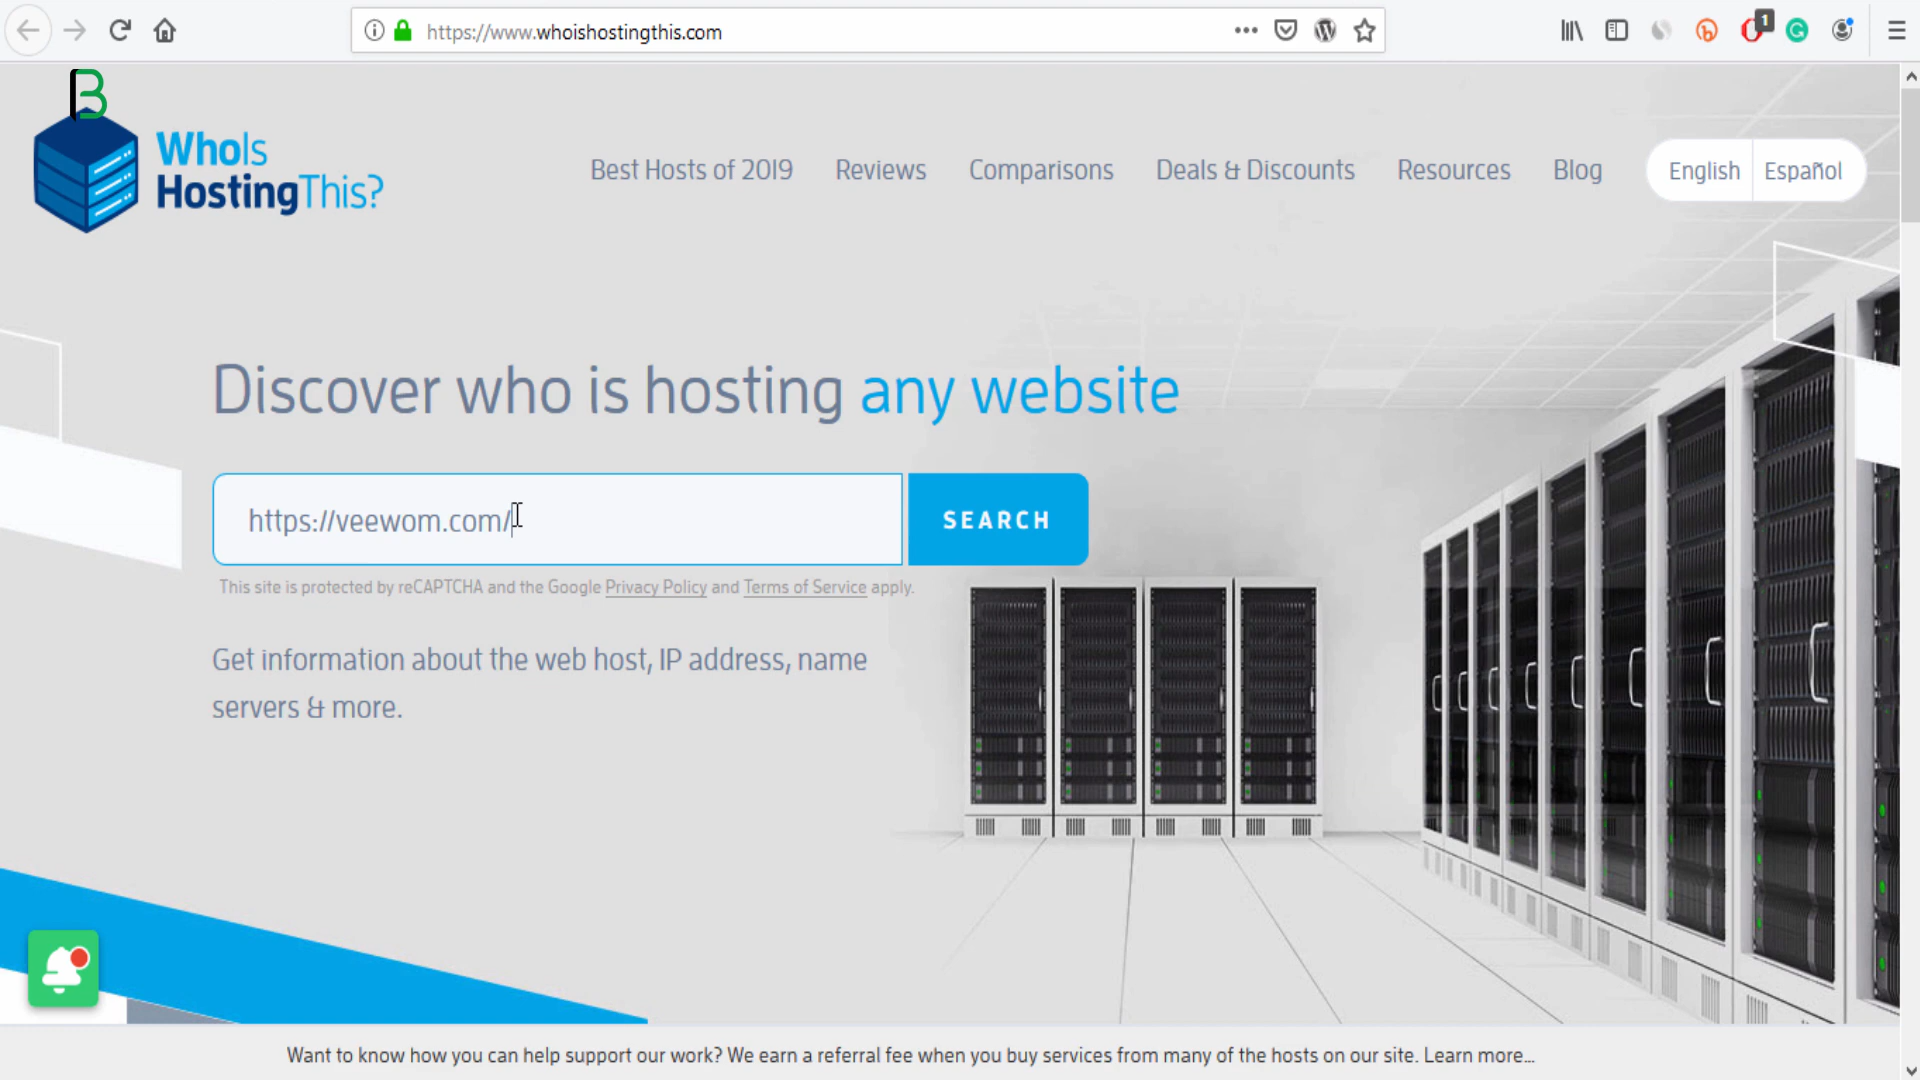 https://www.whoishostingthis.com
1
B
WhoIs
HostingThis?
Best Hosts of 2019 Reviews Comparisons Deals & Discounts Resources Blog English Español
Discover who is hosting any website
https://veewom.com/
SEARCH
This site is protected by reCAPTCHA and the Google Privacy Policy and Terms of Service apply.
Get information about the web host, IP address, name
servers & more.
Want to know how you can help support our work? We earn a referral fee when you buy services from many of the hosts on our site. Learn more...